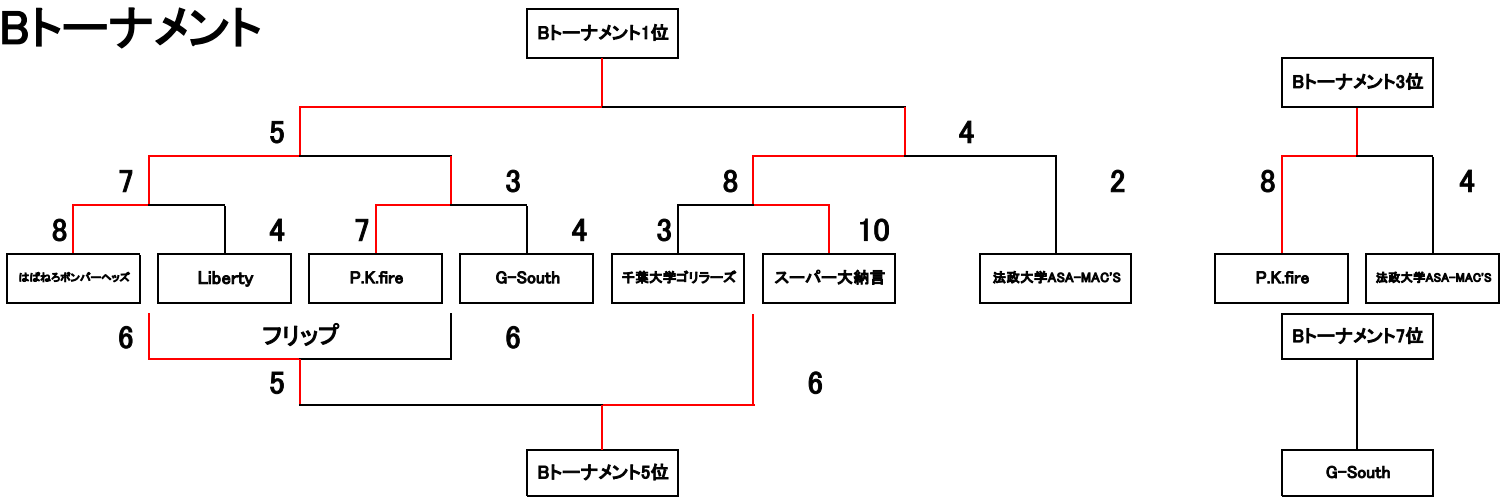 Bトーナメント
Bトーナメント1位
Bトーナメント3位
5
4
7
3
8
2
8
4
8
4
7
4
3
10
はばねろボンバーヘッズ
Liberty
P.K.fire
G-South
千葉大学ゴリラーズ
スーパー大納言
法政大学ASA-MAC'S
P.K.fire
法政大学ASA-MAC'S
6
フリップ
6
Bトーナメント7位
5
6
Bトーナメント5位
G-South